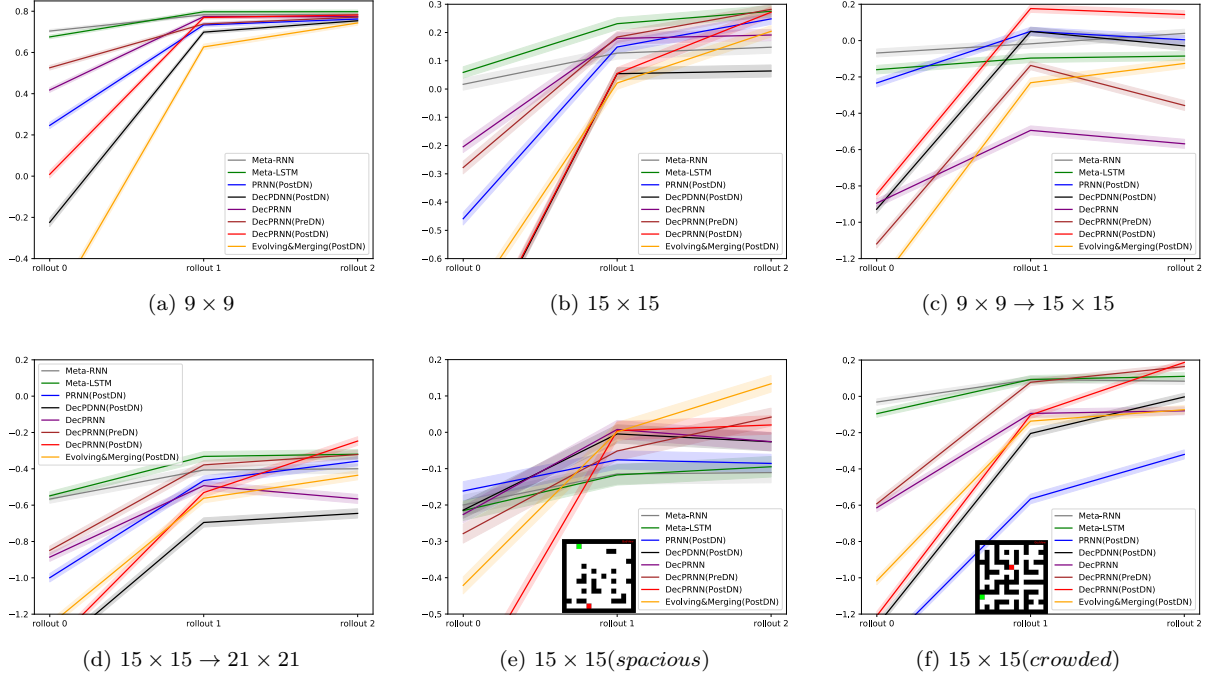 0.8
0.6
0.4
0.2
0.0
−0.2
−0.4
rollout 0
rollout 1
rollout 2
Meta-RNN
Meta-LSTM
PRNN(PostDN)
DecPDNN(PostDN)
DecPRNN
DecPRNN(PreDN)
DecPRNN(PostDN)
Evolving&Merging(PostDN)
(a) 9 × 9
0.3
0.2
0.1
0.0
−0.1
−0.2
−0.3
−0.4
−0.5
−0.6
rollout 0
rollout 1
rollout 2
Meta-RNN
Meta-LSTM
PRNN(PostDN)
DecPDNN(PostDN)
DecPRNN
DecPRNN(PreDN)
DecPRNN(PostDN)
Evolving&Merging(PostDN)
(b) 15 × 15
0.2
0.0
−0.2
−0.4
−0.6
−0.8
−1.0
−1.2
rollout 0
rollout 1
rollout 2
Meta-RNN
Meta-LSTM
PRNN(PostDN)
DecPDNN(PostDN)
DecPRNN
DecPRNN(PreDN)
DecPRNN(PostDN)
Evolving&Merging(PostDN)
(c) 9 × 9 → 15 × 15
0.2
0.0
−0.2
−0.4
−0.6
−0.8
−1.0
−1.2
Meta-RNN
Meta-LSTM
PRNN(PostDN)
DecPDNN(PostDN)
DecPRNN
DecPRNN(PreDN)
DecPRNN(PostDN)
Evolving&Merging(PostDN)
rollout 0
rollout 1
rollout 2
(d) 15 × 15 → 21 × 21
0.2
0.1
0.0
−0.1
−0.2
−0.3
−0.4
−0.5
rollout 0
rollout 1
rollout 2
Meta-RNN
Meta-LSTM
PRNN(PostDN)
DecPDNN(PostDN)
DecPRNN
DecPRNN(PreDN)
DecPRNN(PostDN)
Evolving&Merging(PostDN)
(e) 15 × 15(spacious)
0.2
0.0
−0.2
−0.4
−0.6
−0.8
−1.0
−1.2
rollout 0
rollout 1
rollout 2
Meta-RNN
Meta-LSTM
PRNN(PostDN)
DecPDNN(PostDN)
DecPRNN
DecPRNN(PreDN)
DecPRNN(PostDN)
Evolving&Merging(PostDN)
(f) 15 × 15(crowded)